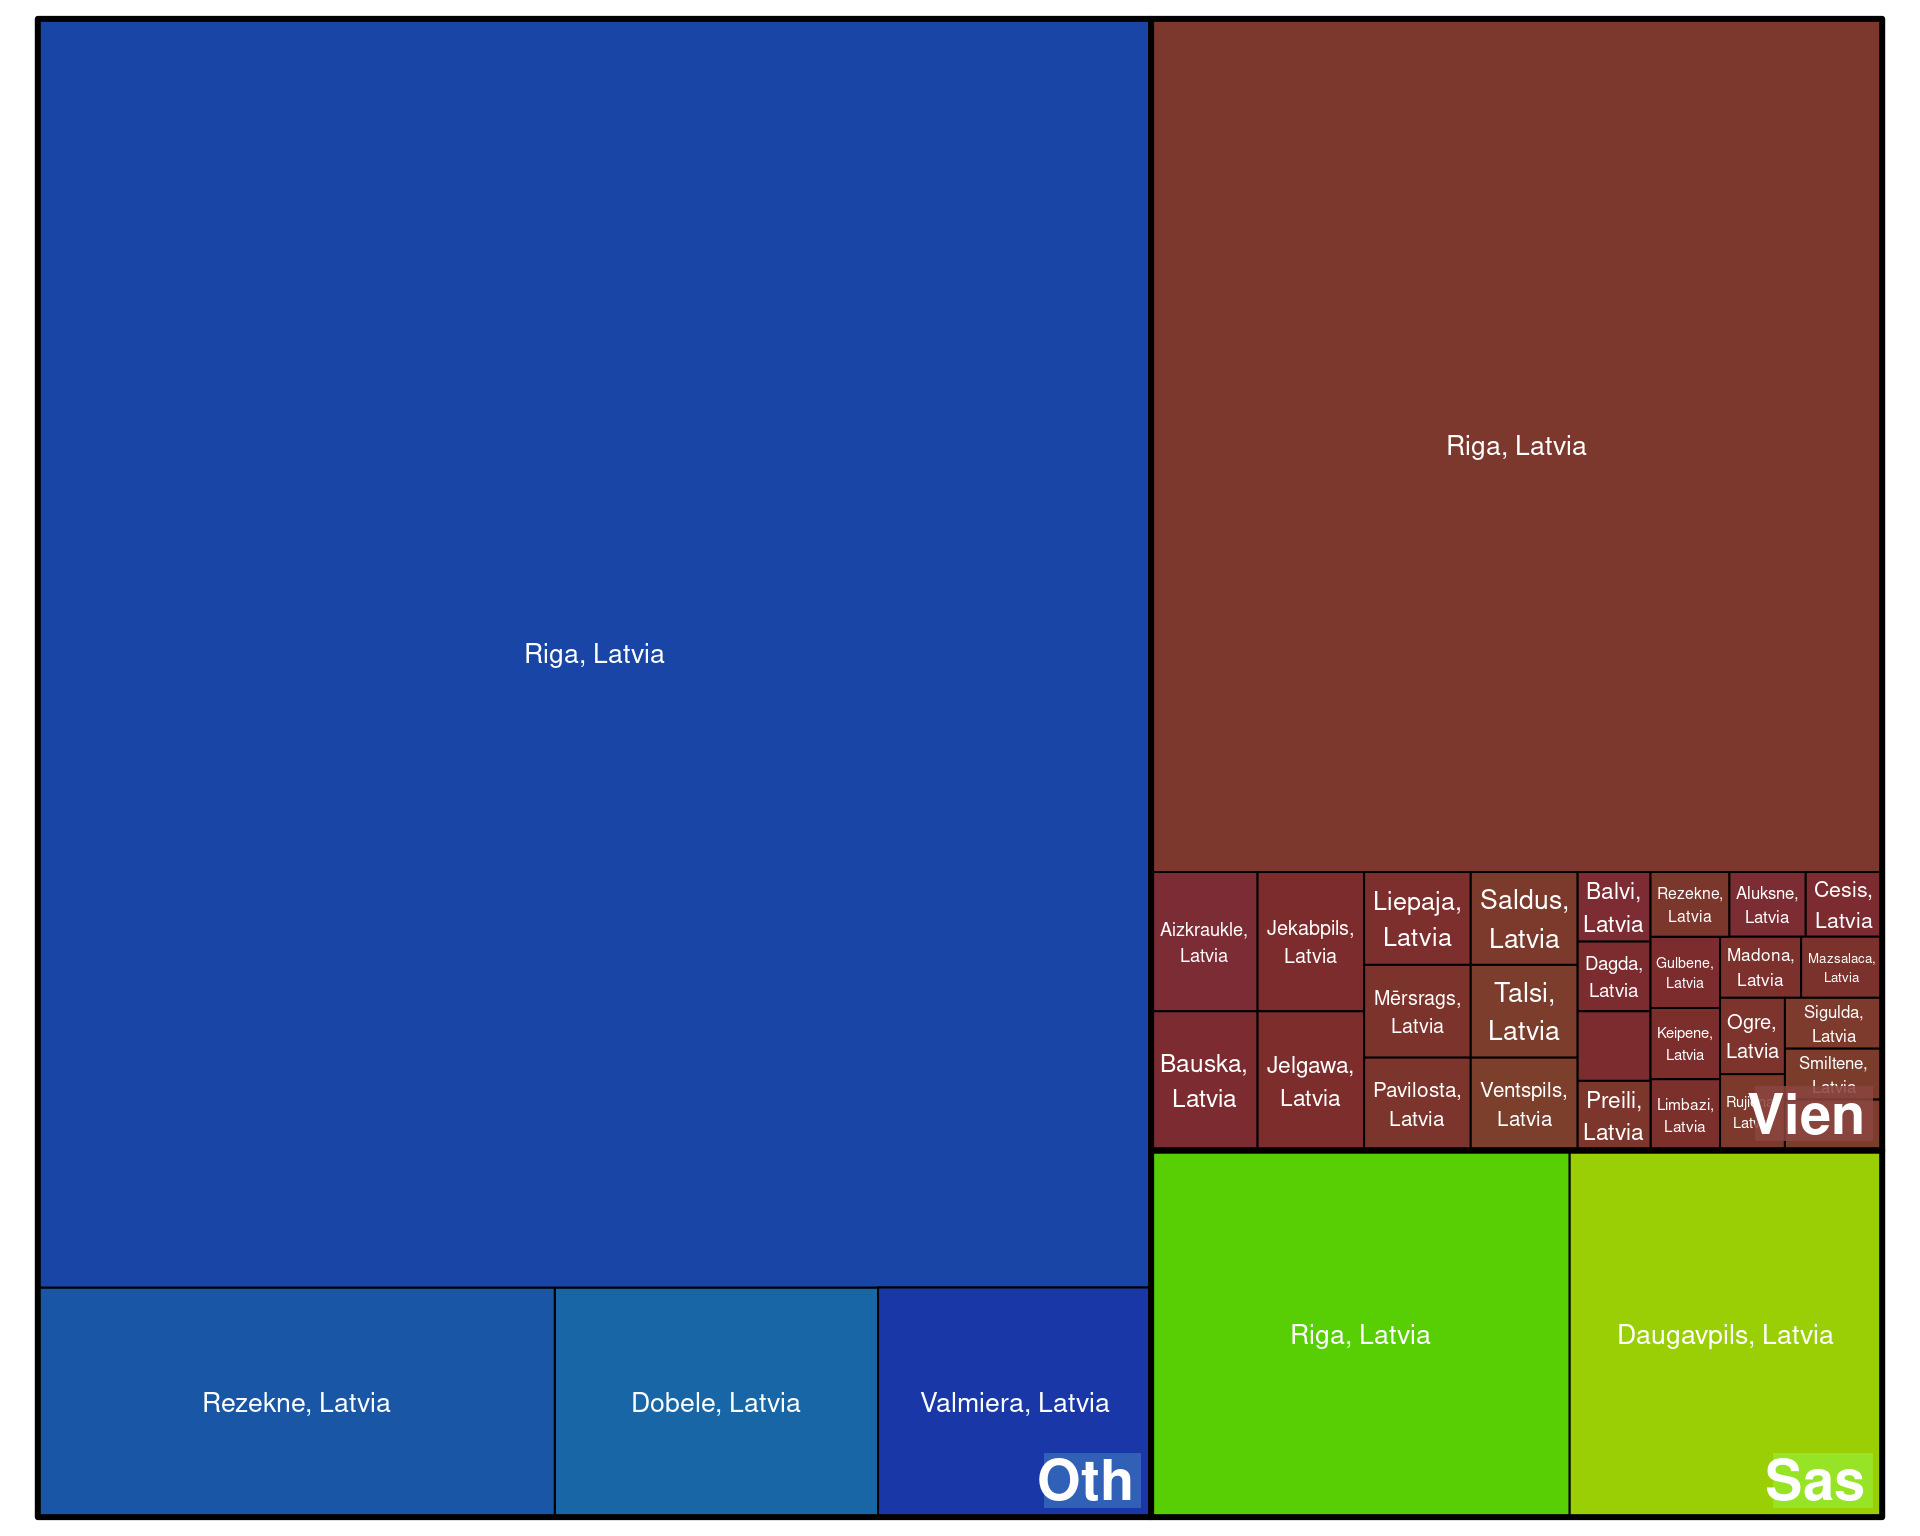 Riga, Latvia
Rezekne, Latvia
Dobele, Latvia
Valmiera, Latvia
Oth
Riga, Latvia
Aizkraukle,
Latvia
Bauska,
Latvia
Jekabpils,
Latvia
Jelgawa,
Latvia
Liepaja,
Latvia
Mērsrags,
Latvia
Pavilosta,
Latvia
Saldus,
Latvia
Talsi,
Latvia
Ventspils,
Latvia
Balvi,
Latvia
Dagda,
Latvia
Preili,
Latvia
Rezekne,
Latvia
Aluksne,
Latvia
Cesis,
Latvia
Gulbene,
Latvia
Keipene,
Latvia
Limbazi,
Latvia
Madona,
Latvia
Mazsalaca,
Latvia
Ogre,
Latvia
Sigulda,
Latvia
Smiltene,
Latvia
Vien
Riga, Latvia
Daugavpils, Latvia
Sas